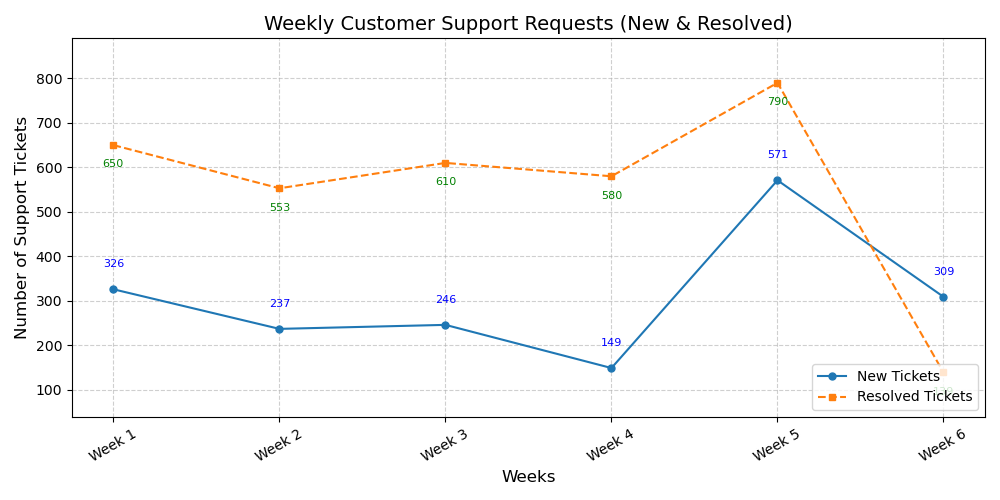 Weekly Customer Support Requests (New & Resolved)
Number of Support Tickets
800
700
600
500
400
300
200
100
326
237
246
149
571
309
650
553
610
580
790
New Tickets
Resolved Tickets
Week 1
Week 2
Week 3
Week 4
Week 5
Week 6
Weeks